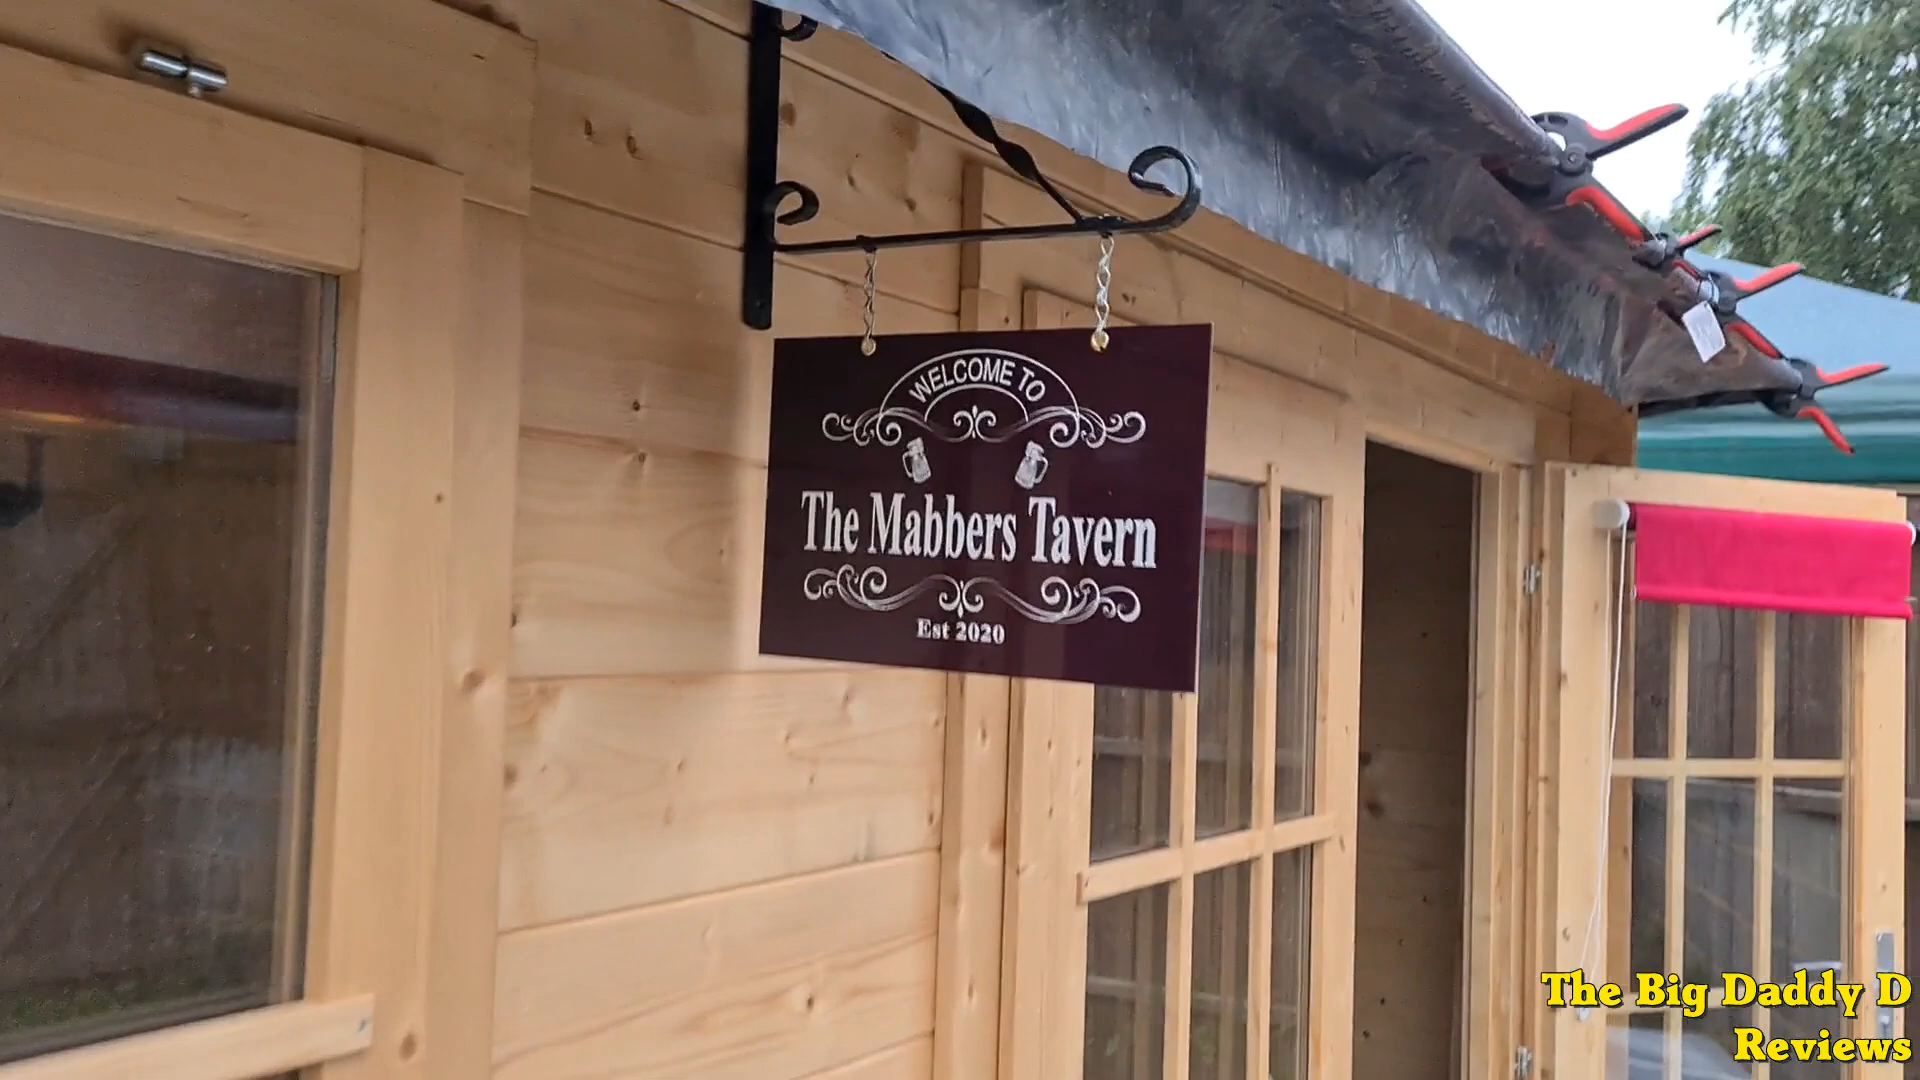 WELCOME TO
The Mabbers Tavern
Est 2020
The Big Daddy D
Reviews